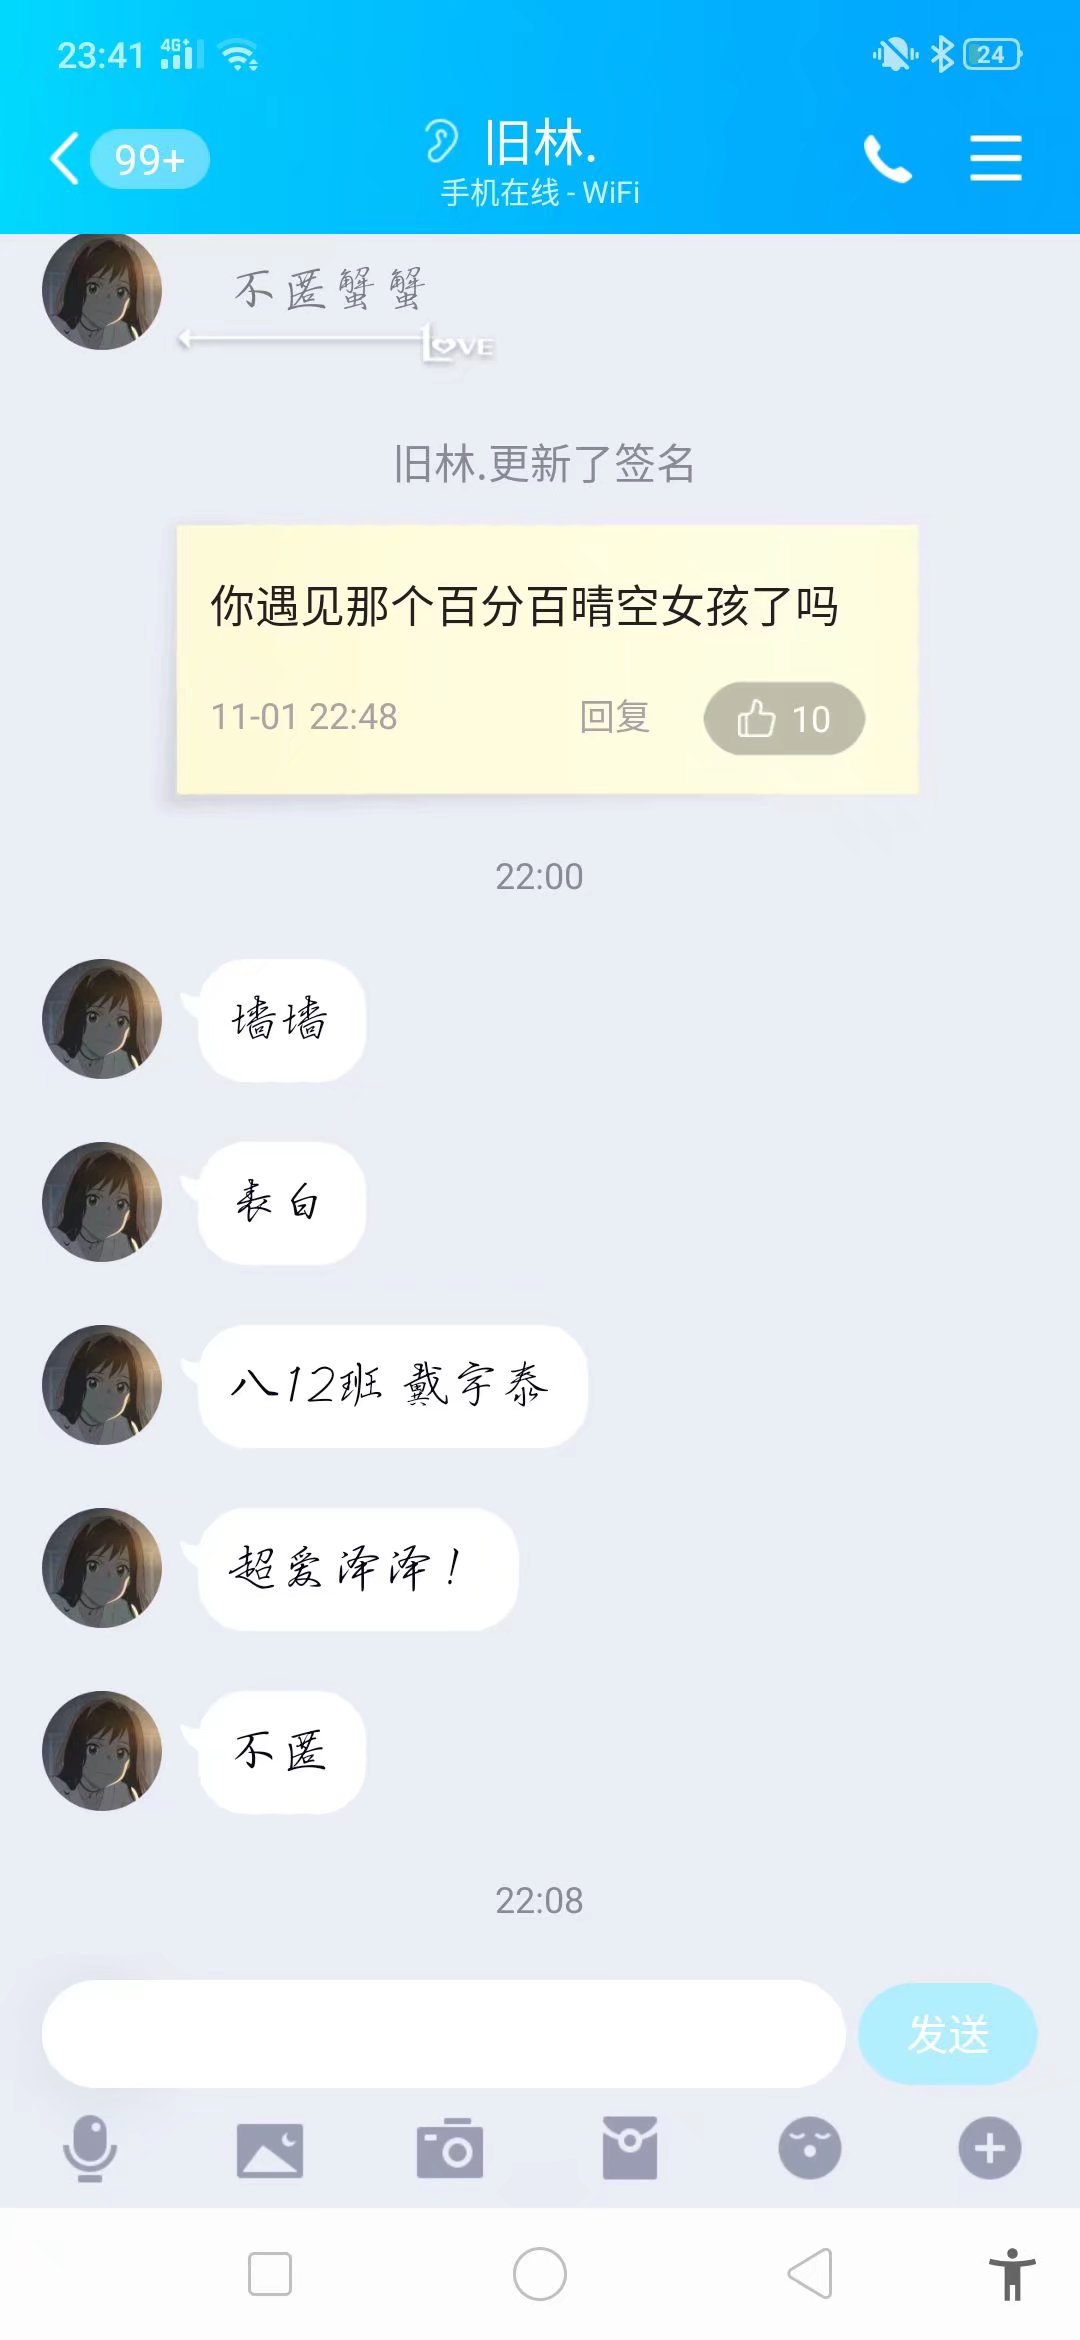 23:41 4G+ 24
99+ 旧林.
手机在线 - WiFi
不匿蟹蟹
LOVE
旧林.更新了签名
你遇见那个百分百晴空女孩了吗
11-01 22:48 回复 10
22:00
墙墙
表白
八12班 戴宇泰
超爱泽泽！
不匿
22:08
发送